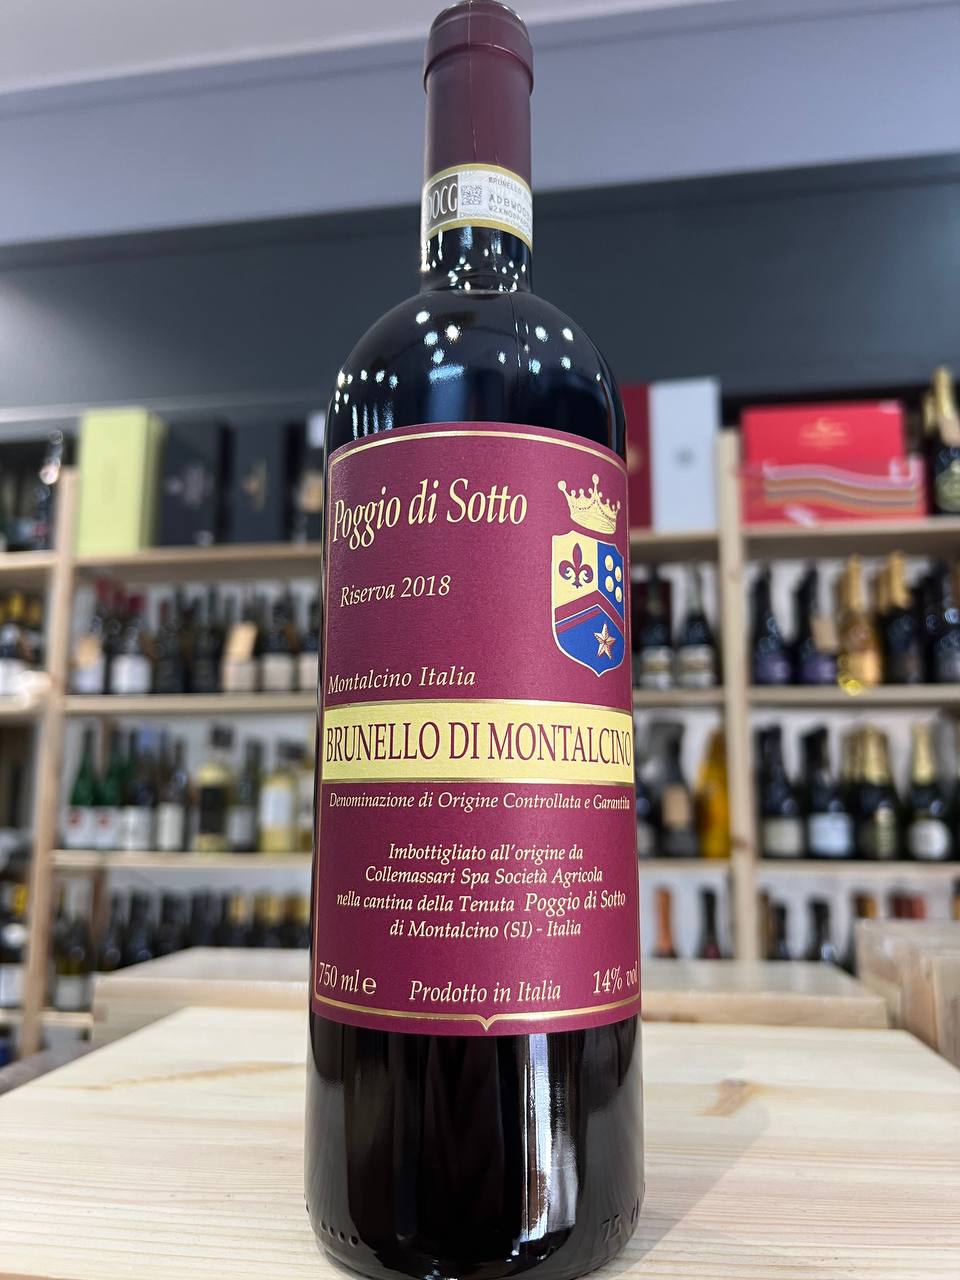 DOCG
Poggio di Sotto
Riserva 2018
Montalcino Italia
BRUNELLO DI MONTALCINO
Denominazione di Origine Controllata e Garantita
Imbottigliato all'origine da
Collemassari Spa Società Agricola
nella cantina della Tenuta Poggio di Sotto
di Montalcino (SI) - Italia
750 ml e
Prodotto in Italia
14% vol